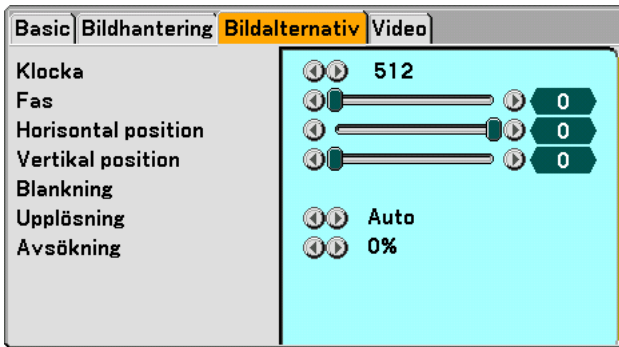 Basic Bildhantering Bildalternativ Video
Klocka 512
Fas 0
Horisontal position 0
Vertikal position 0
Blankning
Upplösning Auto
Avsökning 0%